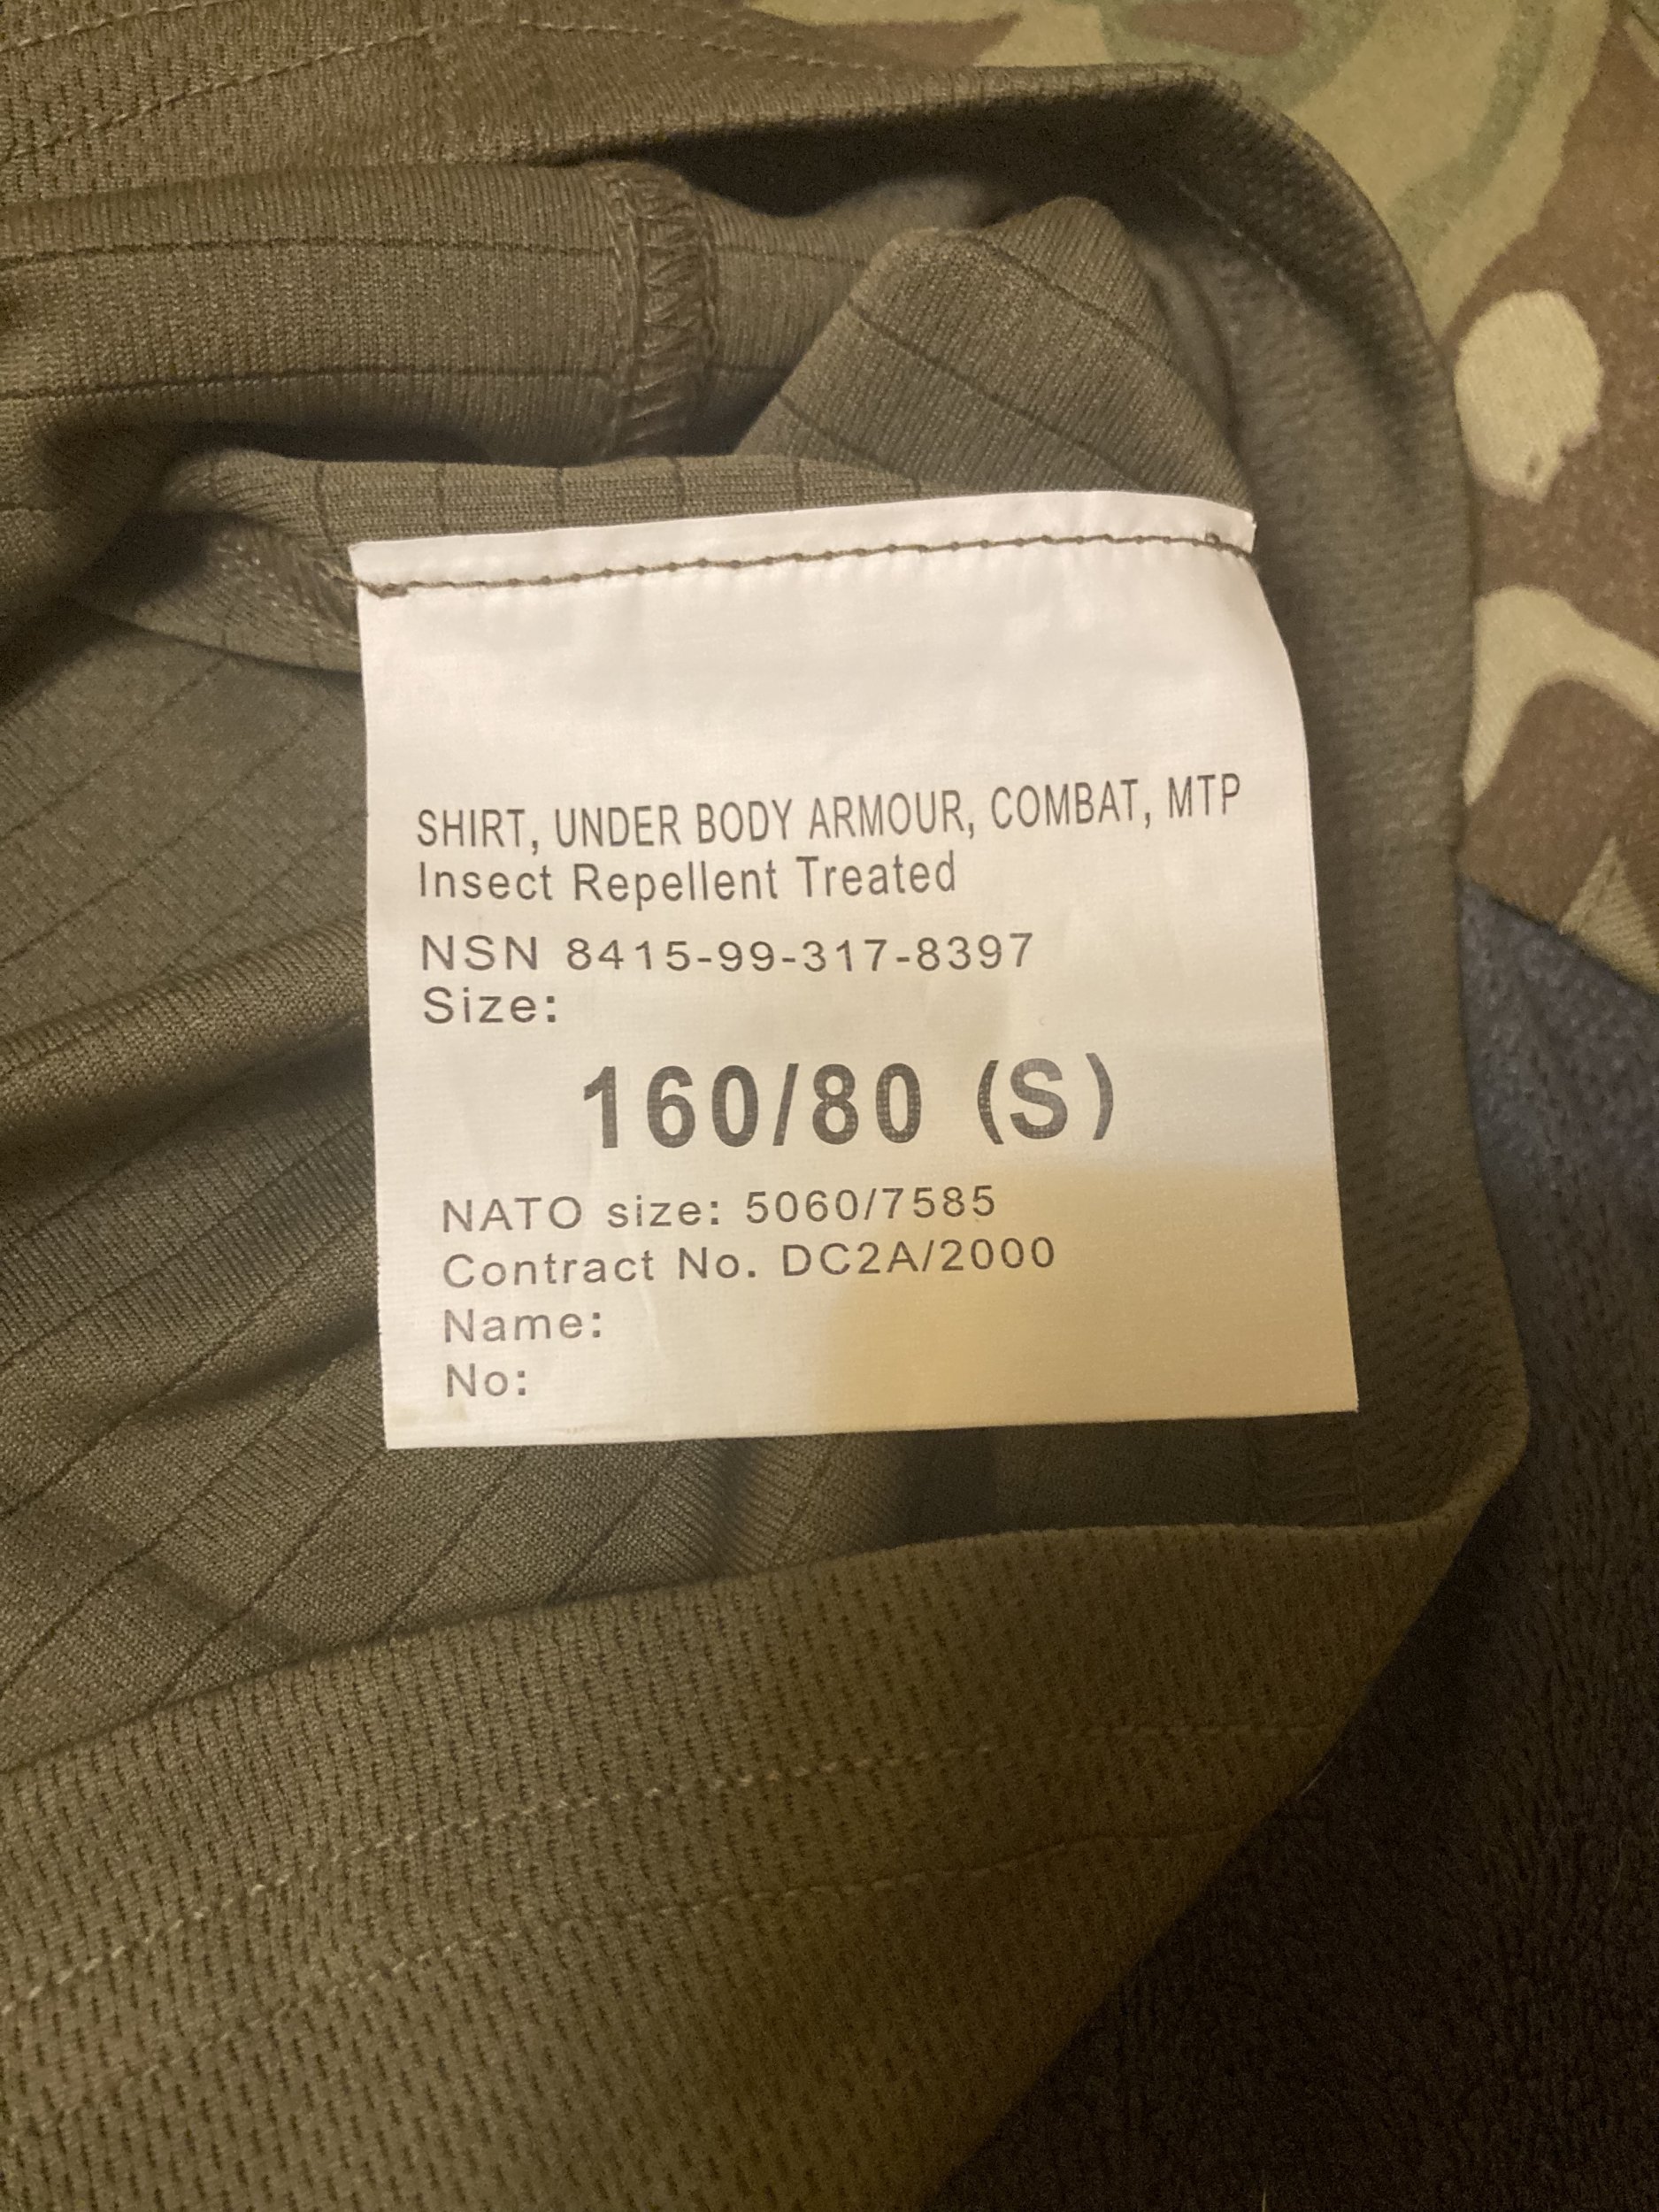 SHIRT, UNDER BODY ARMOUR, COMBAT, MTP
Insect Repellent Treated
NSN 8415-99-317-8397
Size:
160/80 (S)
NATO size: 5060/7585
Contract No. DC2A/2000
Name:
No: